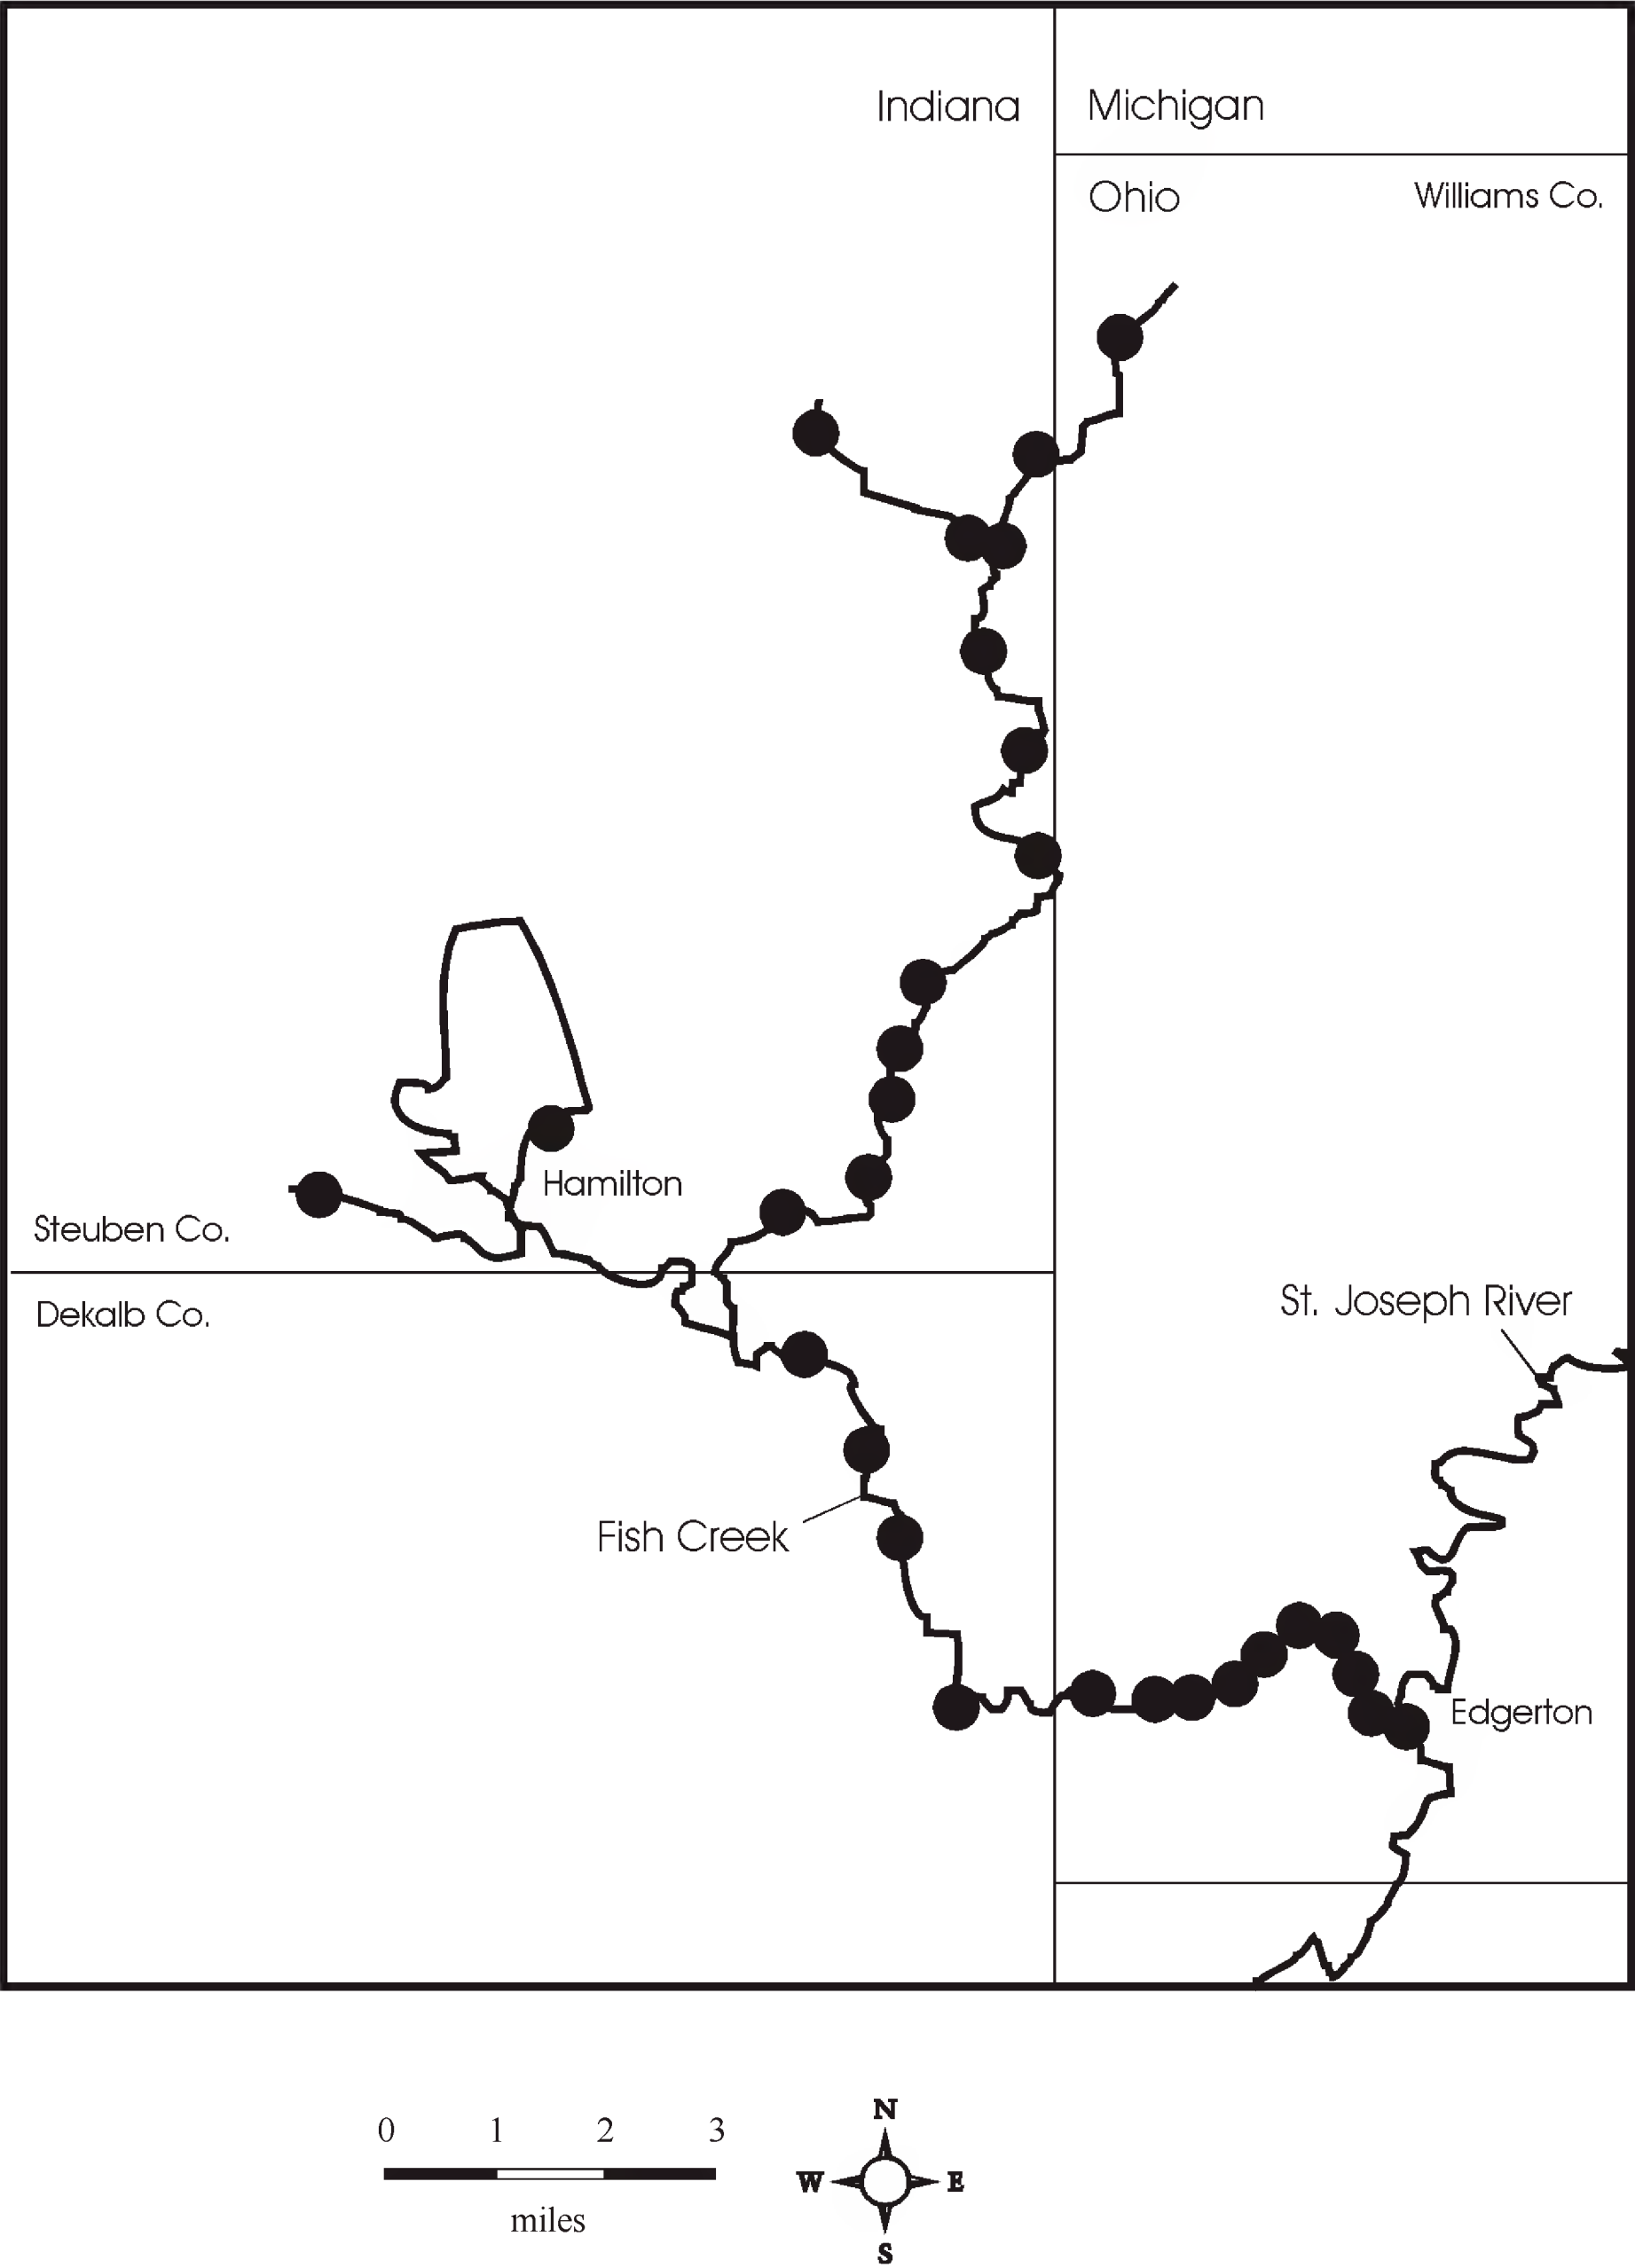 Indiana
Michigan
Ohio
Williams Co.
Hamilton
Steuben Co.
Dekalb Co.
St. Joseph River
Fish Creek
Edgerton
0 1 2 3
miles
N
W E
S